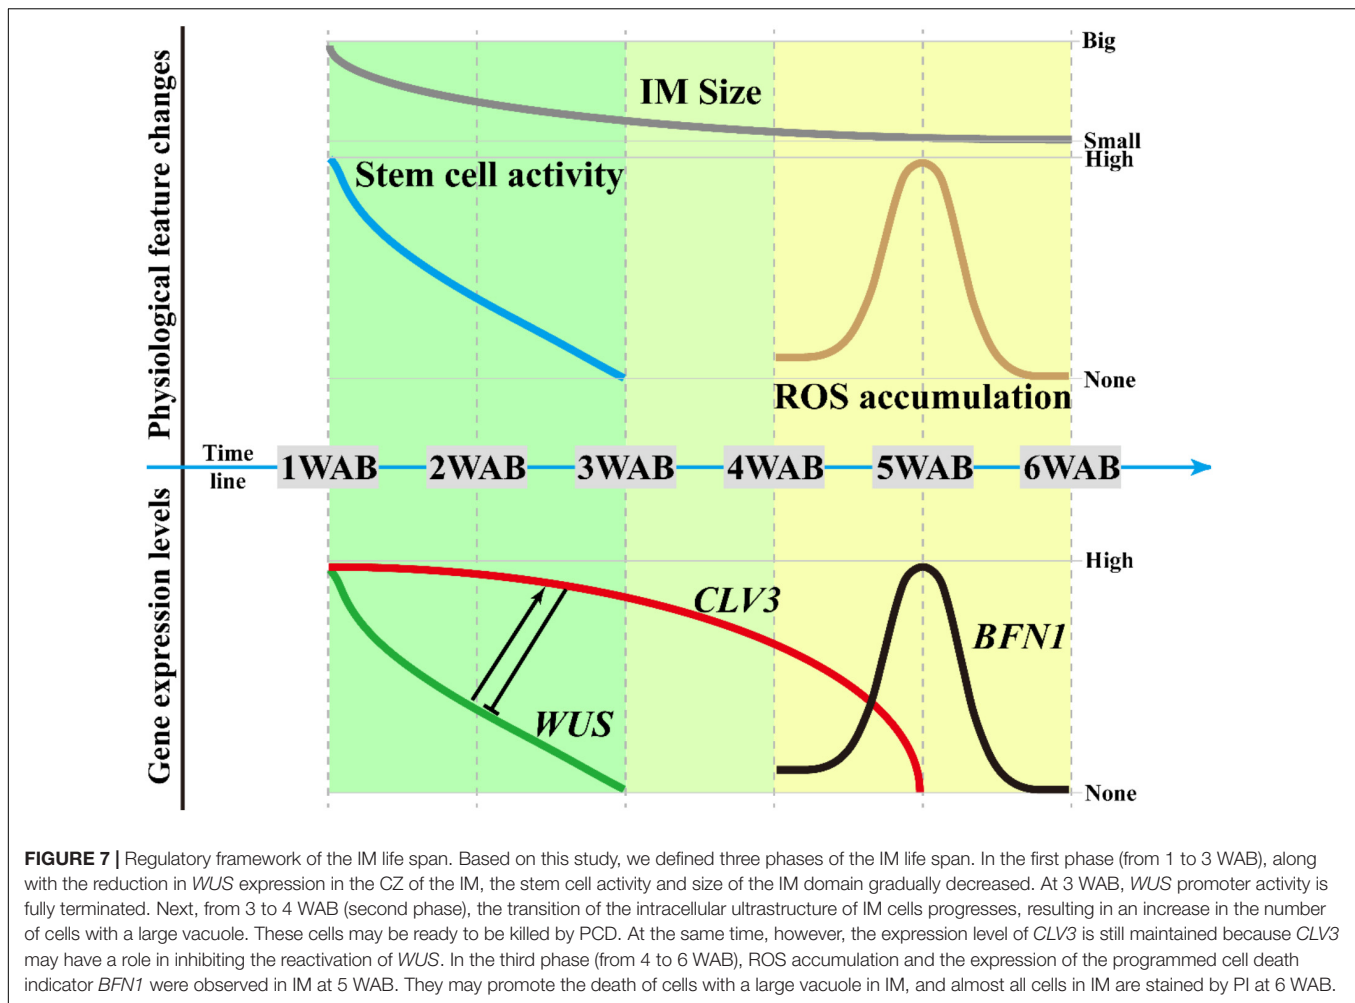 Physiological feature changes
Big
IM Size
Small
High
Stem cell activity
None
ROS accumulation
Time
line
1WAB
2WAB
3WAB
4WAB
5WAB
6WAB
Gene expression levels
High
CLV3
BFN1
WUS
None
FIGURE 7 | Regulatory framework of the IM life span. Based on this study, we defined three phases of the IM life span. In the first phase (from 1 to 3 WAB), along
with the reduction in WUS expression in the CZ of the IM, the stem cell activity and size of the IM domain gradually decreased. At 3 WAB, WUS promoter activity is
fully terminated. Next, from 3 to 4 WAB (second phase), the transition of the intracellular ultrastructure of IM cells progresses, resulting in an increase in the number
of cells with a large vacuole. These cells may be ready to be killed by PCD. At the same time, however, the expression level of CLV3 is still maintained because CLV3
may have a role in inhibiting the reactivation of WUS. In the third phase (from 4 to 6 WAB), ROS accumulation and the expression of the programmed cell death
indicator BFN1 were observed in IM at 5 WAB. They may promote the death of cells with a large vacuole in IM, and almost all cells in IM are stained by PI at 6 WAB.